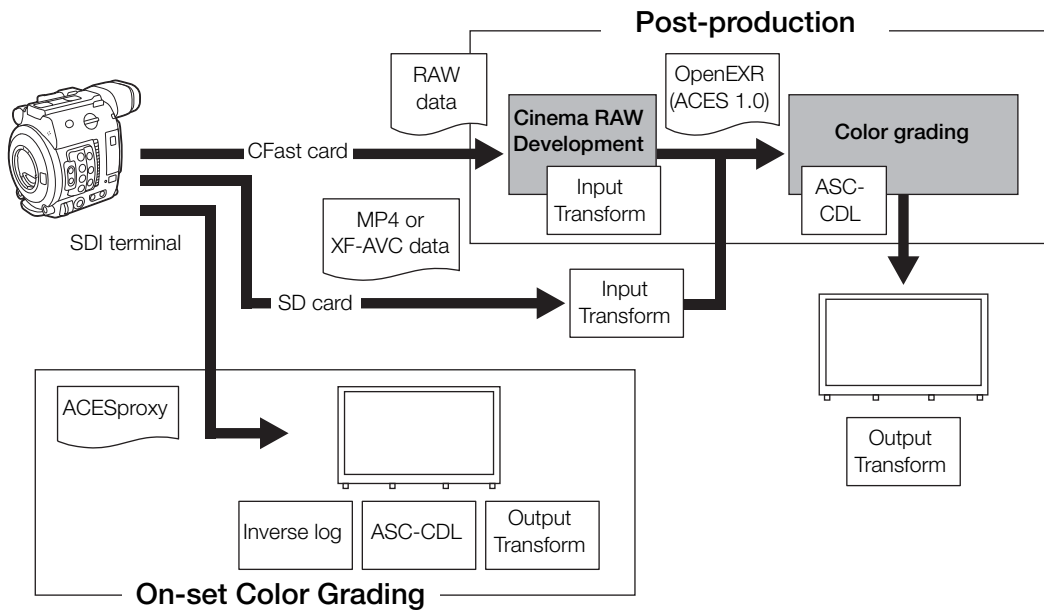 Post-production
RAW
data
OpenEXR
(ACES 1.0)
Cinema RAW
Development
Color grading
CFast card
Input
Transform
ASC-
CDL
MP4 or
XF-AVC data
SDI terminal
SD card
Input
Transform
ACESproxy
Output
Transform
Inverse log
ASC-CDL
Output
Transform
On-set Color Grading